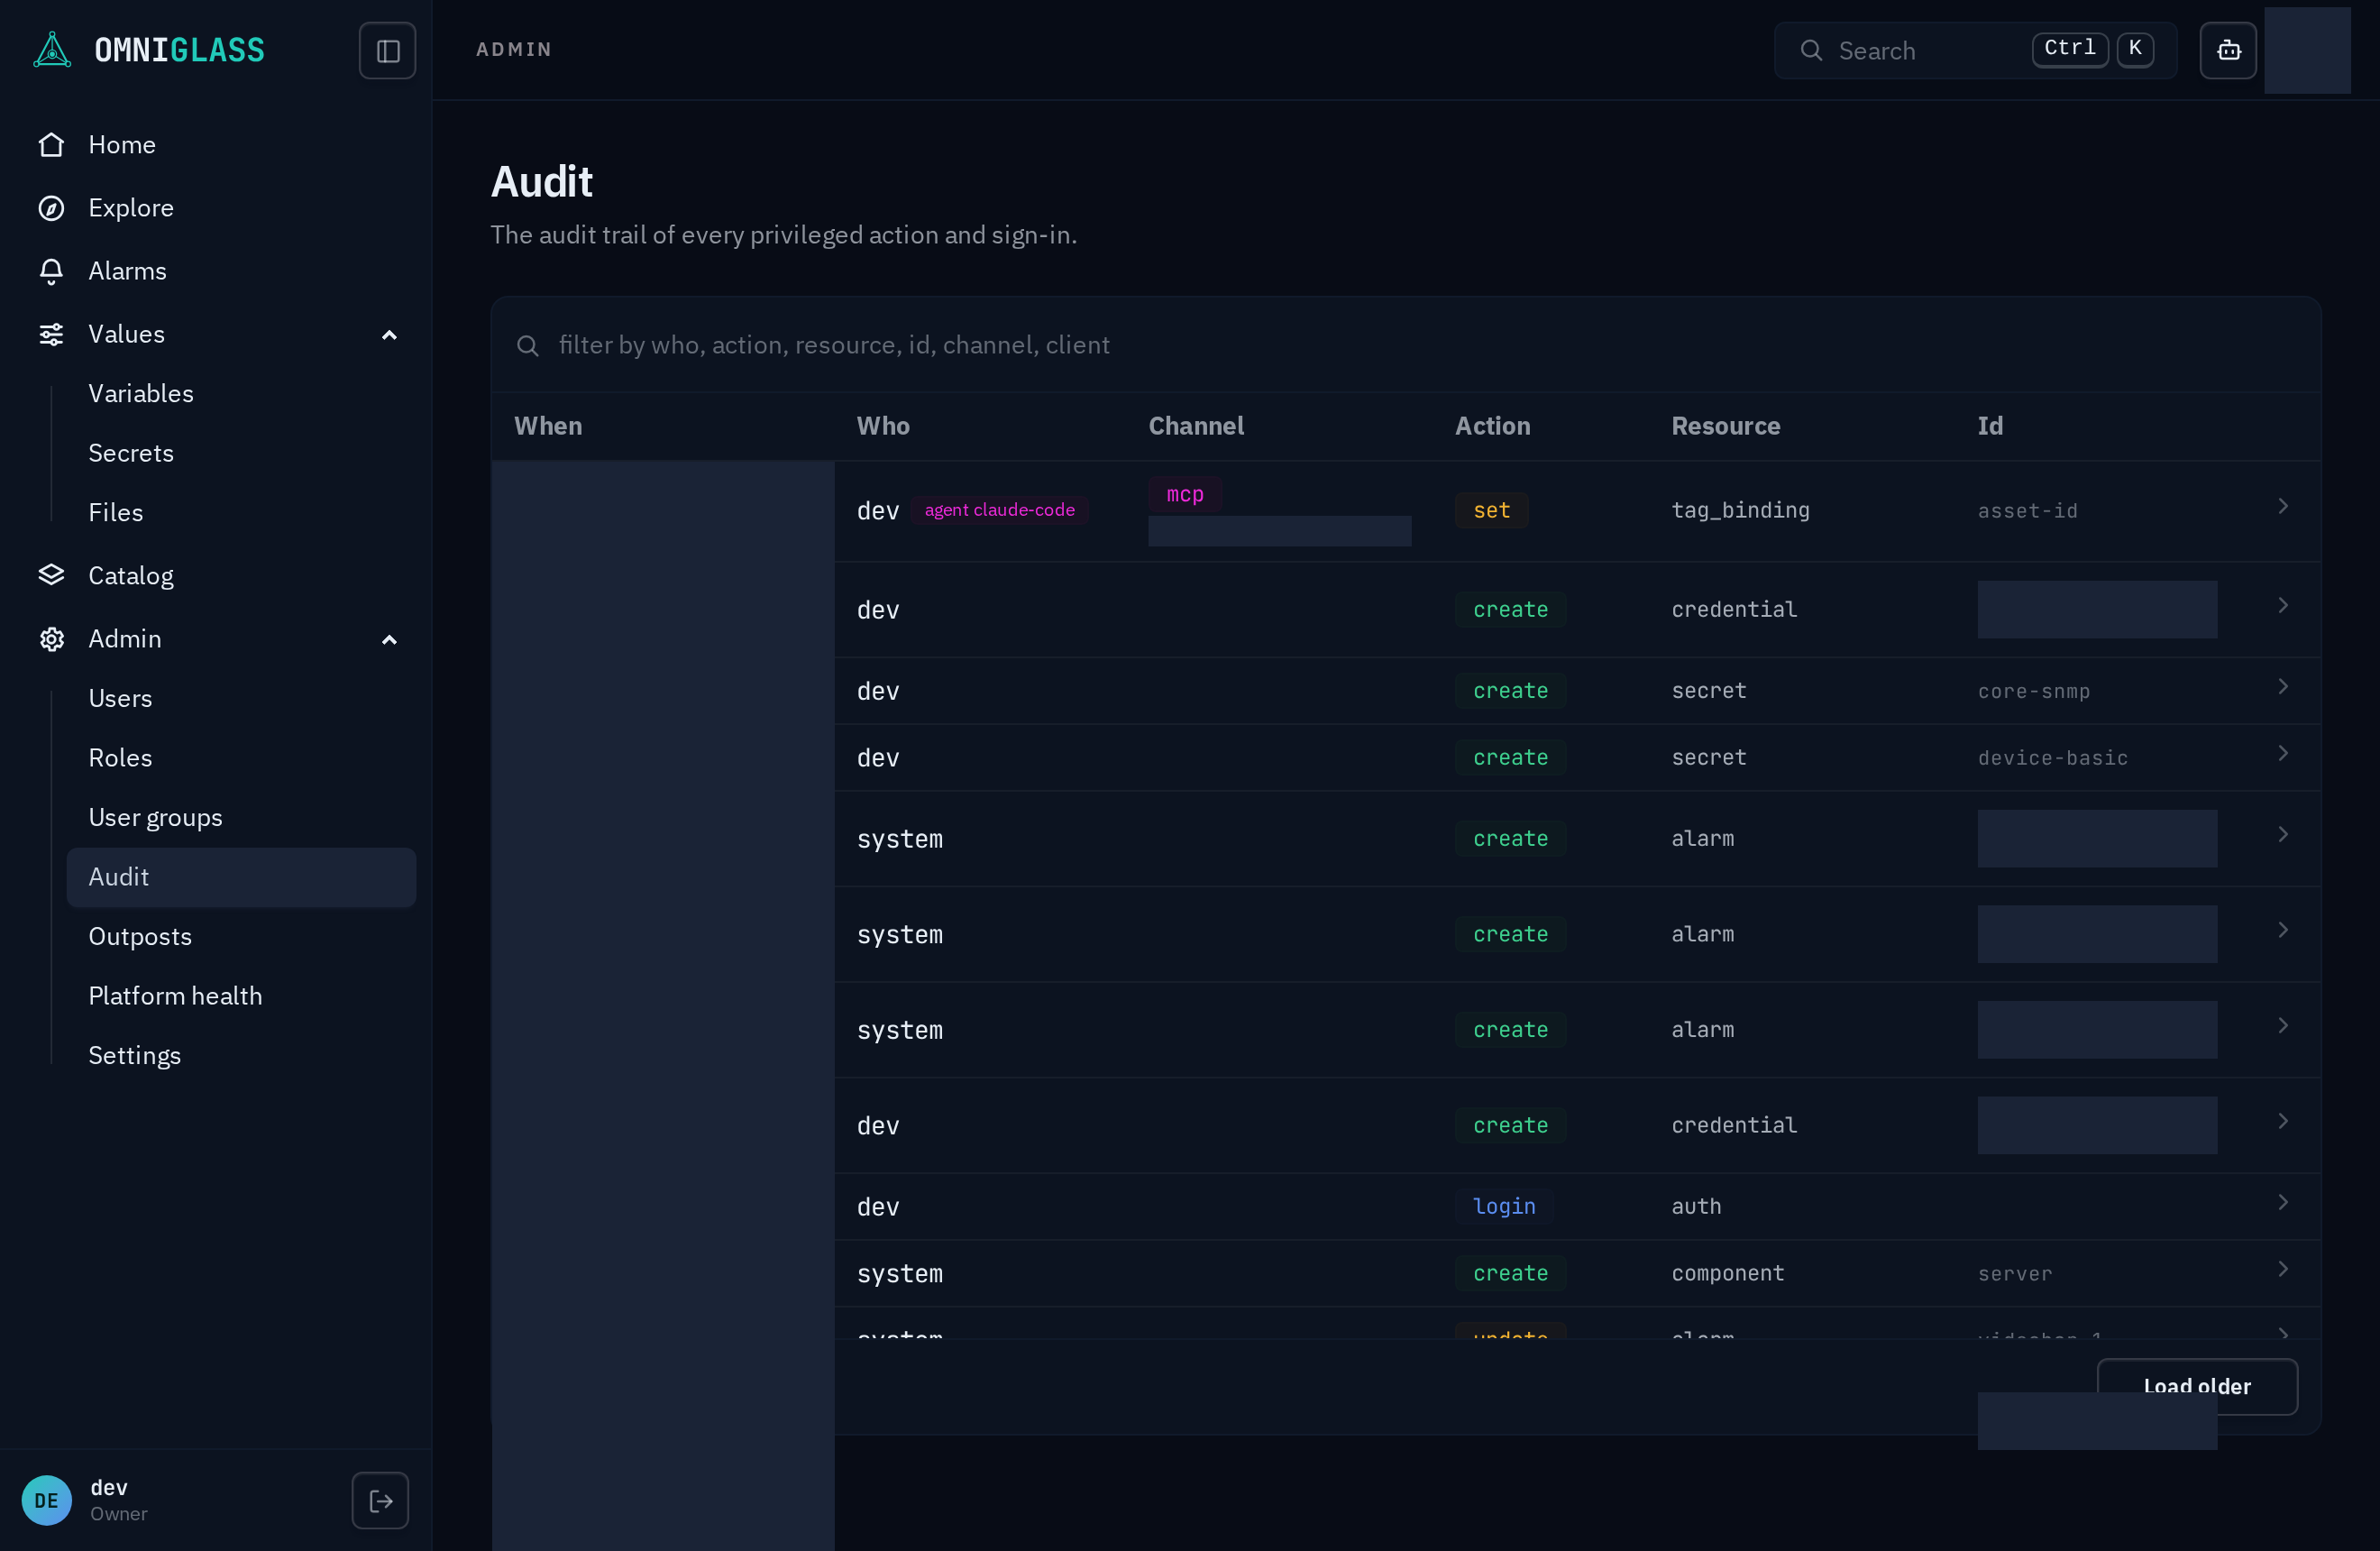 OMNIGLASS
ADMIN
Search
Ctrl K
Home
Explore
Alarms
Values
Variables
Secrets
Files
Catalog
Admin
Users
Roles
User groups
Audit
Outposts
Platform health
Settings
DE
dev
Owner
Audit
The audit trail of every privileged action and sign-in.
filter by who, action, resource, id, channel, client
When Who Channel Action Resource Id
dev agent claude-code mcp set tag_binding asset-id
dev create credential
dev create secret core-snmp
dev create secret device-basic
system create alarm
system create alarm
system create alarm
dev create credential
dev login auth
system create component server
system update alarm
Load older